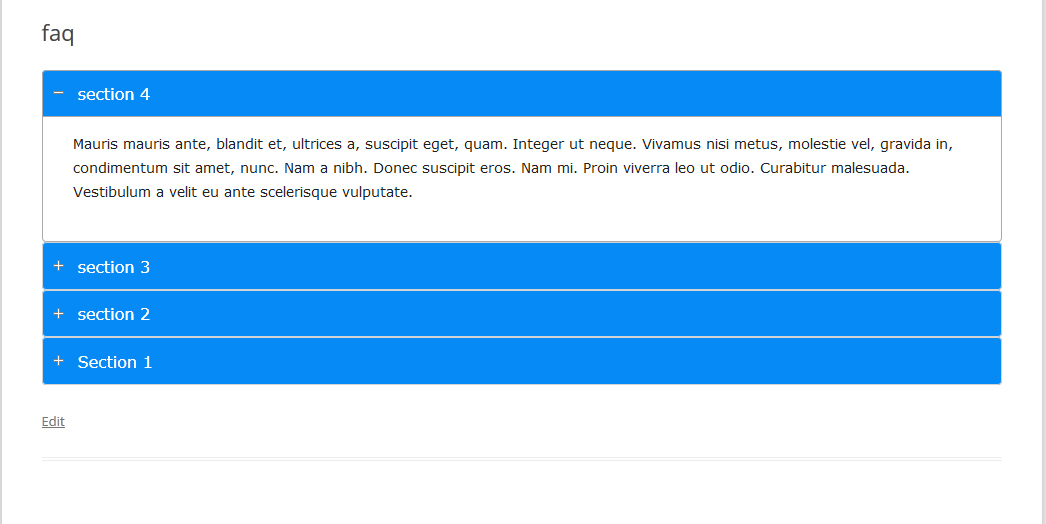 faq
− section 4
Mauris mauris ante, blandit et, ultrices a, suscipit eget, quam. Integer ut neque. Vivamus nisi metus, molestie vel, gravida in,
condimentum sit amet, nunc. Nam a nibh. Donec suscipit eros. Nam mi. Proin viverra leo ut odio. Curabitur malesuada.
Vestibulum a velit eu ante scelerisque vulputate.
+ section 3
+ section 2
+ Section 1
Edit